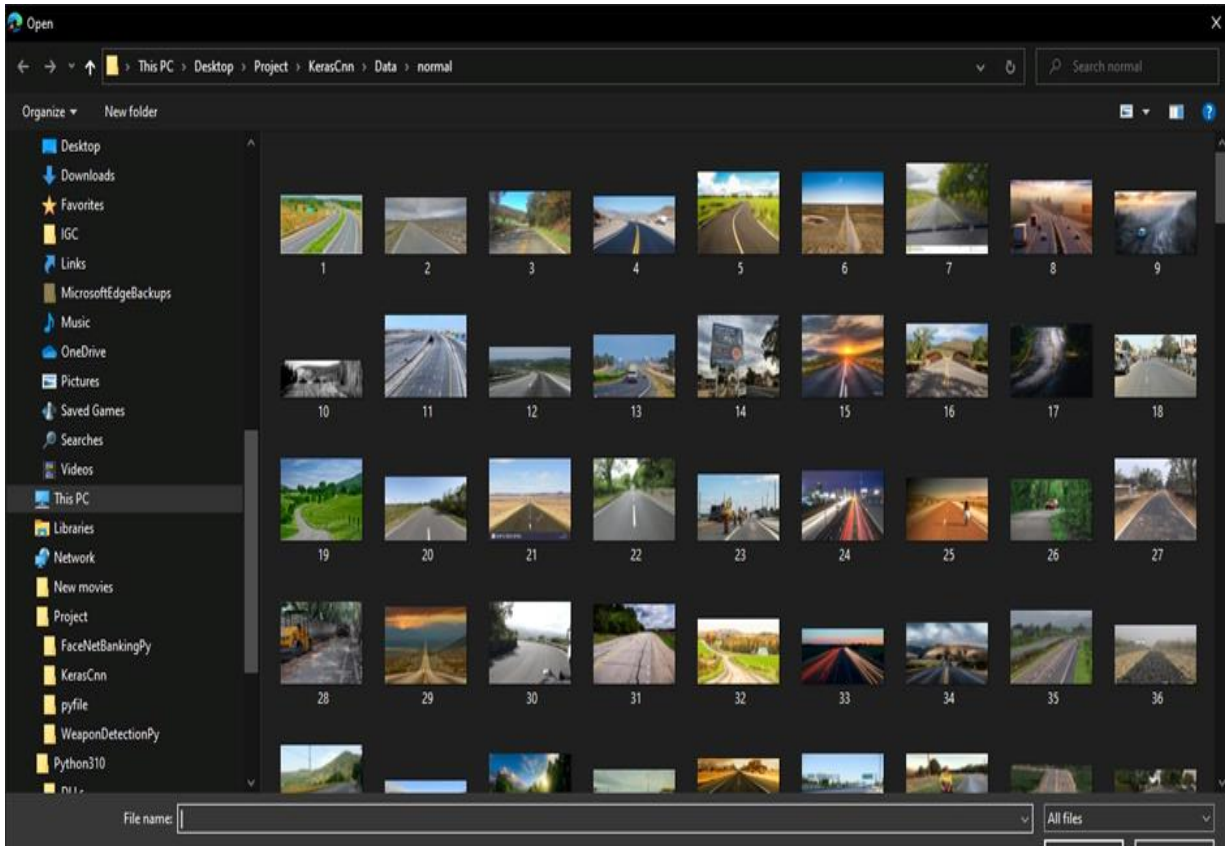 Open
This PC > Desktop > Project > KerasCnn > Data > normal
Search normal
Organize
New folder
Desktop
Downloads
Favorites
IGC
Links
MicrosoftEdgeBackups
Music
OneDrive
Pictures
Saved Games
Searches
Videos
This PC
Libraries
Network
New movies
Project
FaceNetBankingPy
KerasCnn
pyfile
WeaponDetectionPy
Python310
1 2 3 4 5 6 7 8 9
10 11 12 13 14 15 16 17 18
19 20 21 22 23 24 25 26 27
28 29 30 31 32 33 34 35 36
File name:
All files